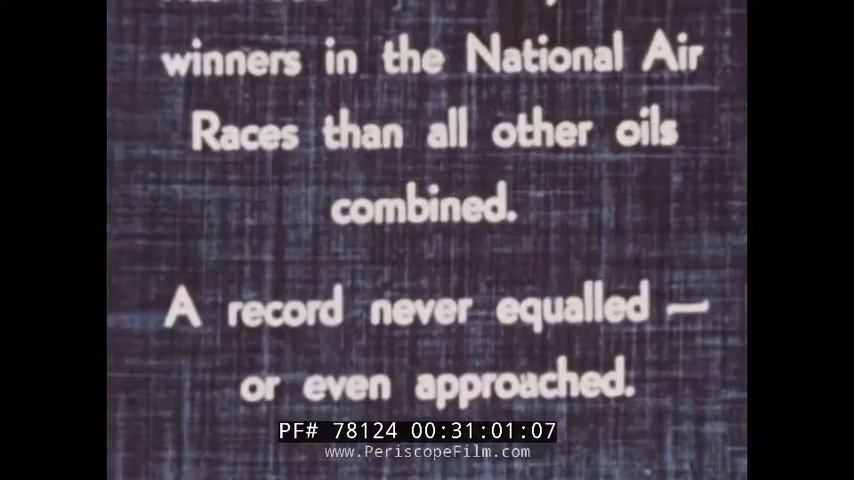 winners in the National Air
Races than all other oils
combined.
A record never equalled —
or even approached.
PF# 78124 00:31:01:07
www.PeriscopeFilm.com